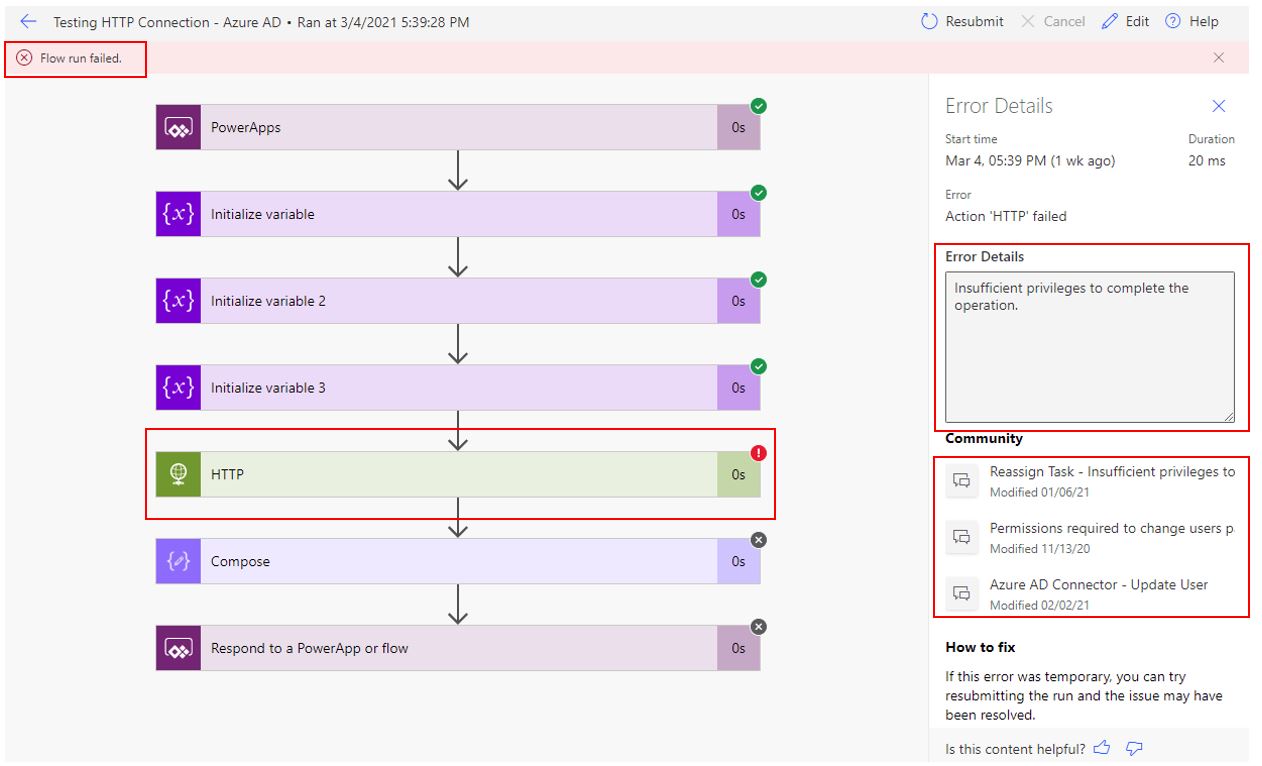 Testing HTTP Connection - Azure AD • Ran at 3/4/2021 5:39:28 PM
Resubmit
Cancel
Edit
Help
Flow run failed.
PowerApps
0s
{x}
Initialize variable
0s
{x}
Initialize variable 2
0s
{x}
Initialize variable 3
0s
HTTP
0s
Compose
0s
Respond to a PowerApp or flow
0s
Error Details
Start time
Duration
Mar 4, 05:39 PM (1 wk ago)
20 ms
Error
Action 'HTTP' failed
Error Details
Insufficient privileges to complete the
operation.
Community
Reassign Task - Insufficient privileges to
Modified 01/06/21
Permissions required to change users p
Modified 11/13/20
Azure AD Connector - Update User
Modified 02/02/21
How to fix
If this error was temporary, you can try
resubmitting the run and the issue may have
been resolved.
Is this content helpful?